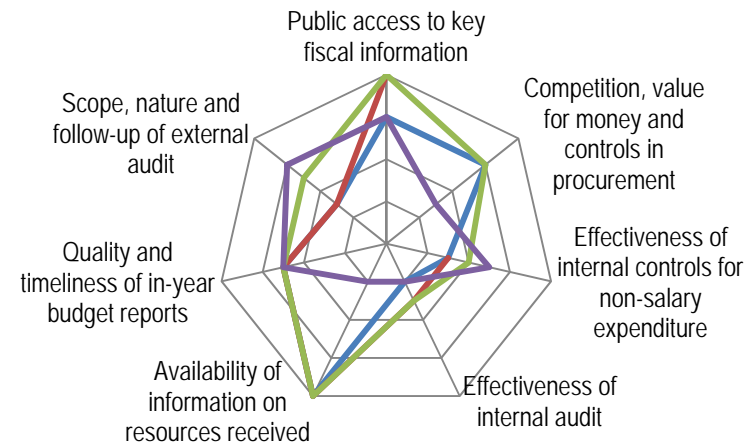 Public access to key
fiscal information
Competition, value
for money and
controls in
procurement
Effectiveness of
internal controls for
non-salary
expenditure
Effectiveness of
internal audit
Availability of
information on
resources received
Quality and
timeliness of in-year
budget reports
Scope, nature and
follow-up of external
audit